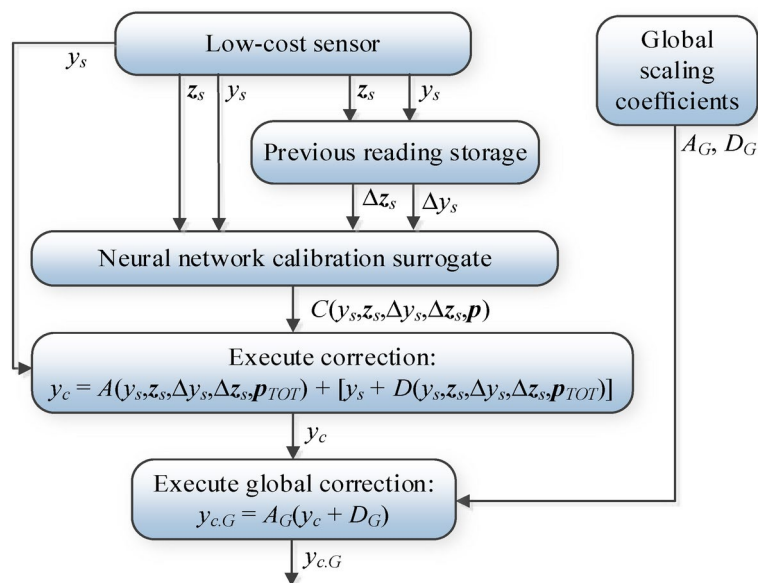 Low-cost sensor
Global
scaling
coefficients
y_s
z_s y_s z_s y_s
A_G, D_G
Previous reading storage
Δz_s Δy_s
Neural network calibration surrogate
C(y_s,z_s,Δy_s,Δz_s,p)
Execute correction:
y_c = A(y_s,z_s,Δy_s,Δz_s,p_TOT) + [y_s + D(y_s,z_s,Δy_s,Δz_s,p_TOT)]
y_c
Execute global correction:
y_c.G = A_G(y_c + D_G)
y_c.G